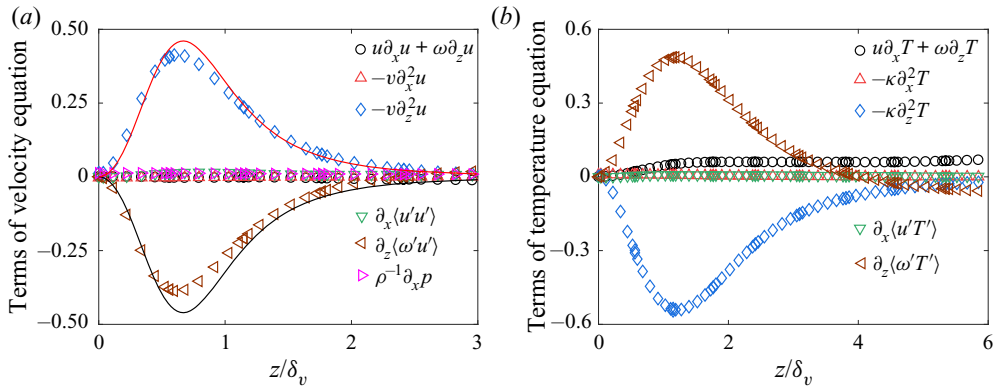 (a)
Terms of velocity equation
0.50
0.25
0
−0.25
−0.50
u∂ₓu + ω∂_zu
−ν∂ₓ²u
−ν∂_z²u
∂ₓ⟨u′u′⟩
∂_z⟨ω′u′⟩
ρ⁻¹∂ₓp
0 1 2 3
z/δ_v
(b)
Terms of temperature equation
0.6
0.3
0
−0.3
−0.6
u∂ₓT + ω∂_zT
−κ∂ₓ²T
−κ∂_z²T
∂ₓ⟨u′T′⟩
∂_z⟨ω′T′⟩
0 2 4 6
z/δ_v